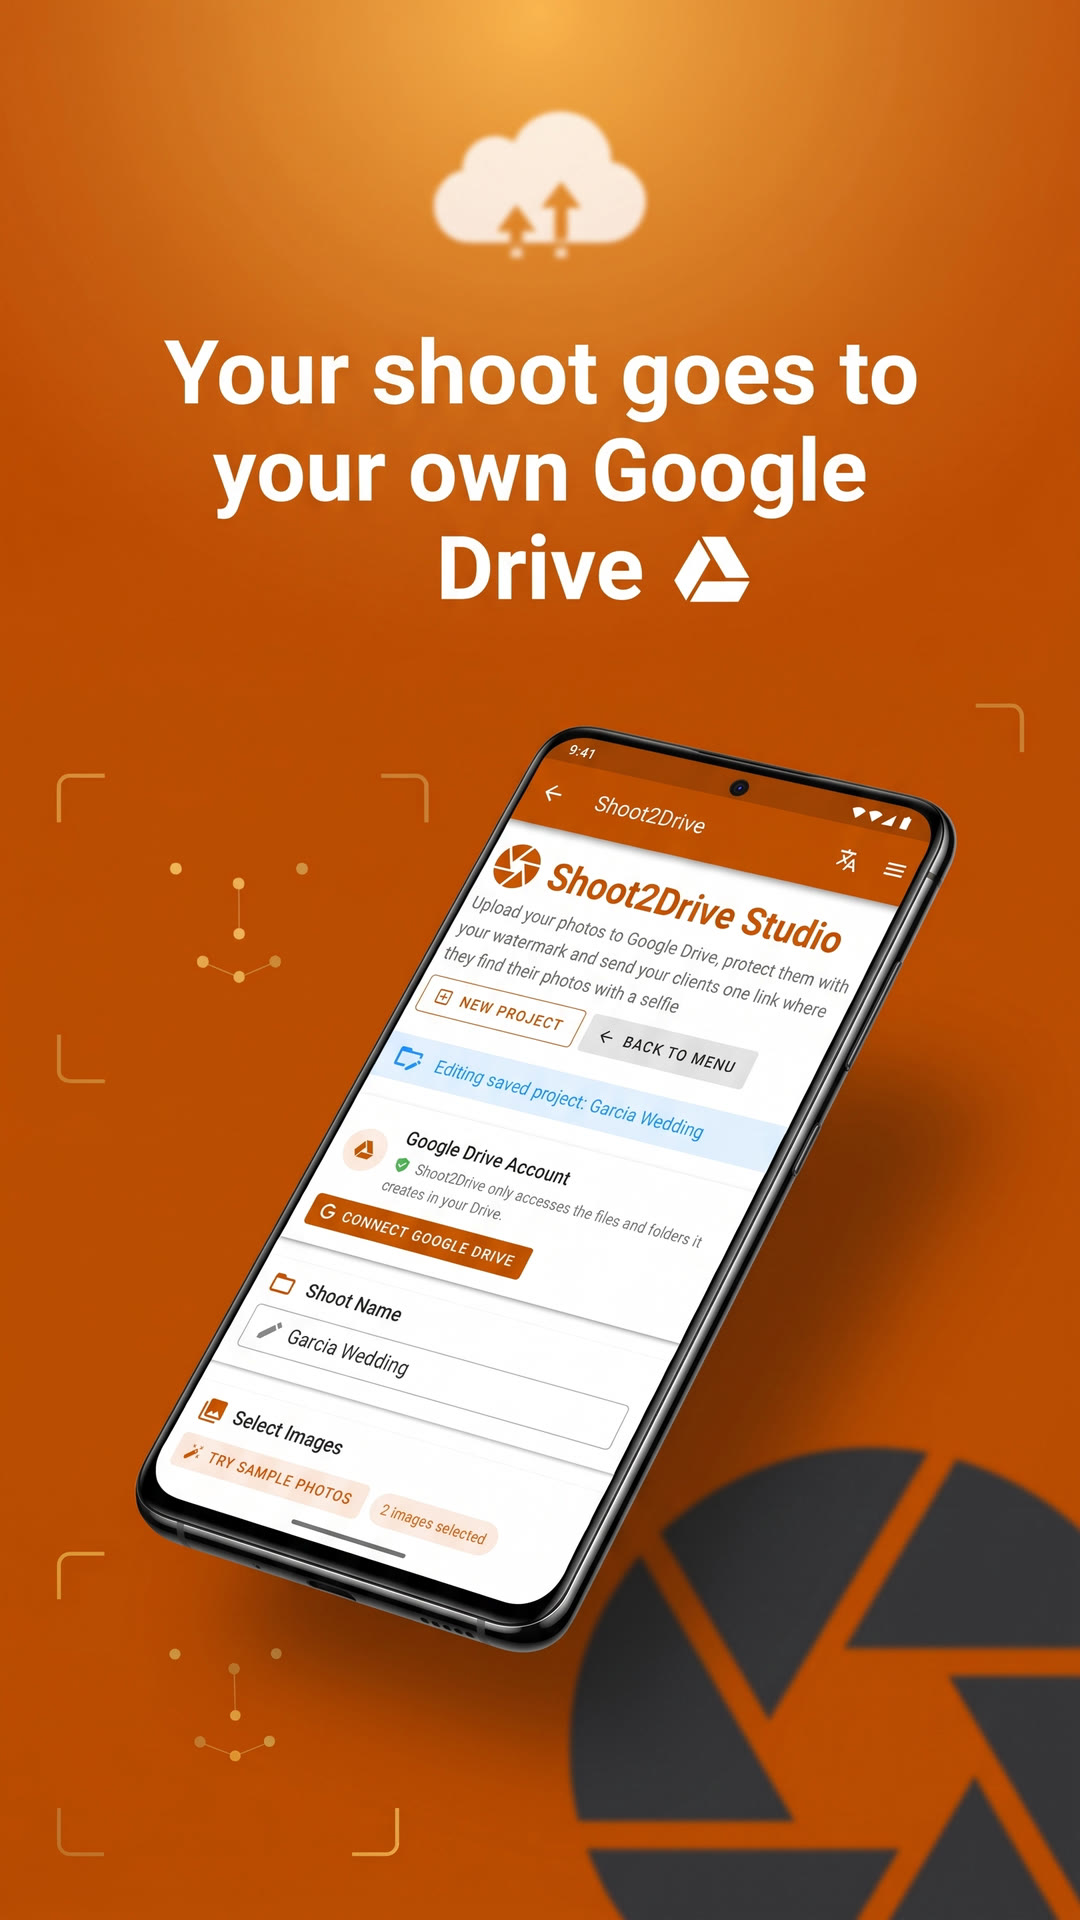 Your shoot goes to
your own Google
Drive
9:41
Shoot2Drive
Shoot2Drive Studio
Upload your photos to Google Drive, protect them with
your watermark and send your clients one link where
they find their photos with a selfie
NEW PROJECT
BACK TO MENU
Editing saved project: Garcia Wedding
Google Drive Account
Shoot2Drive only accesses the files and folders it
creates in your Drive.
CONNECT GOOGLE DRIVE
Shoot Name
Garcia Wedding
Select Images
TRY SAMPLE PHOTOS
2 images selected